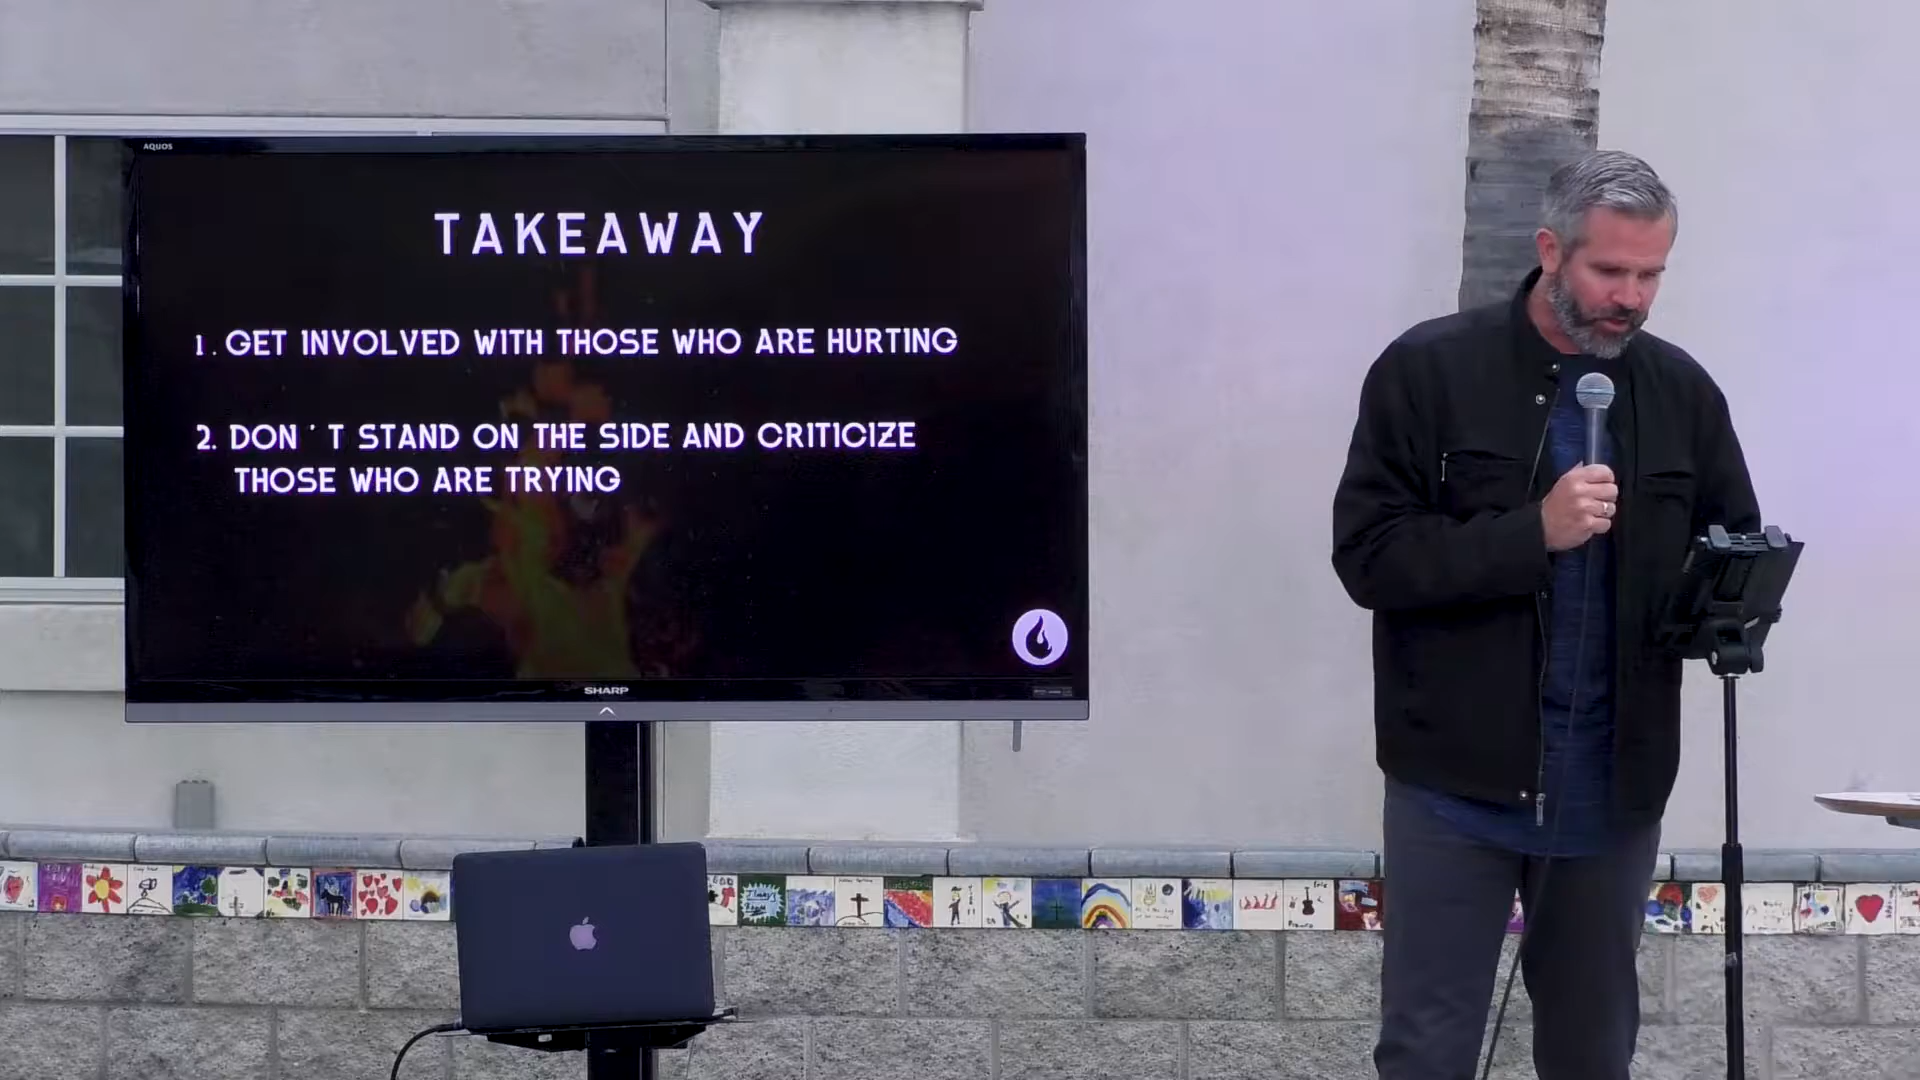 AQUOS
TAKEAWAY
1. GET INVOLVED WITH THOSE WHO ARE HURTING
2. DON'T STAND ON THE SIDE AND CRITICIZE
THOSE WHO ARE TRYING
SHARP